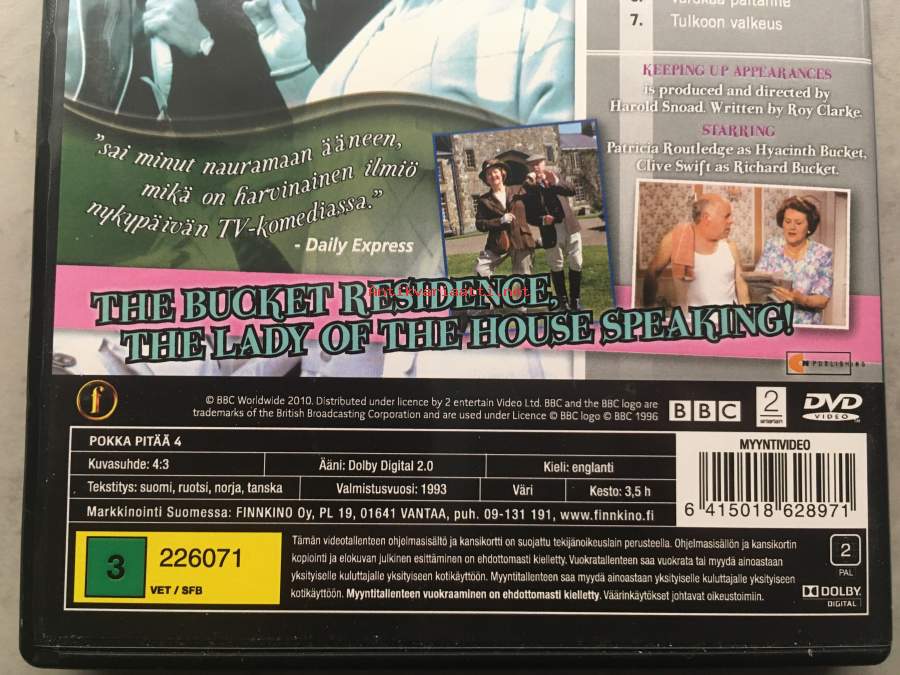 7. Tulkoon valkeus
KEEPING UP APPEARANCES
is produced and directed by
Harold Snoad. Written by Roy Clarke.
STARRING
Patricia Routledge as Hyacinth Bucket,
Clive Swift as Richard Bucket.
"sai minut nauramaan ääneen,
mikä on harvinainen ilmiö
nykypäivän TV-komediassa."
- Daily Express
antikvariaatti.net
THE BUCKET RESIDENCE,
THE LADY OF THE HOUSE SPEAKING!
PUBLISHING
f
© BBC Worldwide 2010. Distributed under licence by 2 entertain Video Ltd. BBC and the BBC logo are
trademarks of the British Broadcasting Corporation and are used under Licence © BBC logo © BBC 1996
BBC
2 entertain
DVD VIDEO
POKKA PITÄÄ 4
Kuvasuhde: 4:3 Ääni: Dolby Digital 2.0 Kieli: englanti
Tekstitys: suomi, ruotsi, norja, tanska Valmistusvuosi: 1993 Väri Kesto: 3,5 h
Markkinointi Suomessa: FINNKINO Oy, PL 19, 01641 VANTAA, puh. 09-131 191, www.finnkino.fi
MYYNTIVIDEO
6 415018 628971
3 226071
VET / SFB
Tämän videotallenteen ohjelmasisältö ja kansikortti on suojattu tekijänoikeuslain perusteella. Ohjelmasisällön ja kansikortin
kopiointi ja elokuvan julkinen esittäminen on ehdottomasti kielletty. Vuokratallenteen saa vuokrata tai myydä ainoastaan
yksityiselle kuluttajalle yksityiseen kotikäyttöön. Myyntitallenteen saa myydä ainoastaan yksityiselle kuluttajalle yksityiseen
kotikäyttöön. Myyntitallenteen vuokraaminen on ehdottomasti kielletty. Väärinkäytökset johtavat oikeustoimiin.
2
PAL
DOLBY
DIGITAL